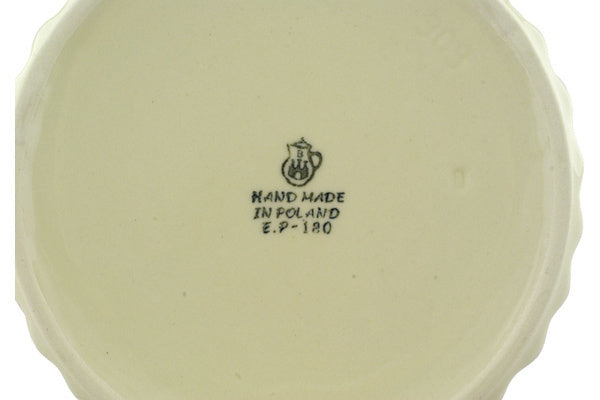 B
HAND MADE
IN POLAND
E.P-180